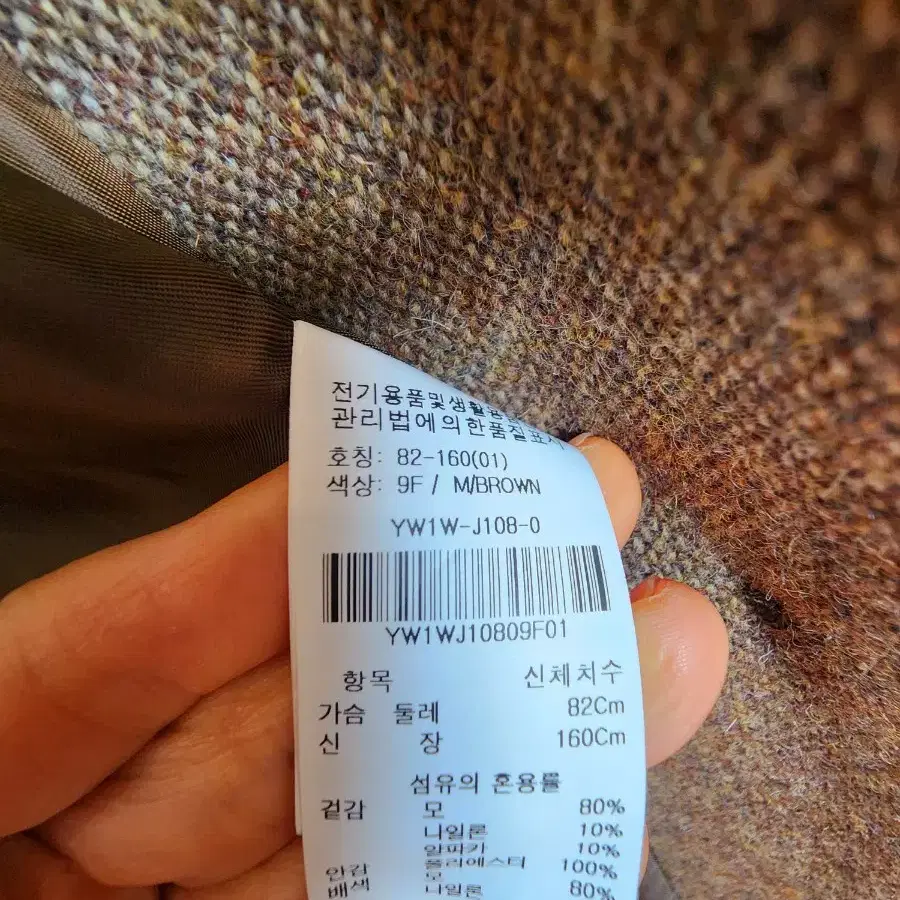 전기용품및생활용
관리법에의한품질표시
호칭: 82-160(01)
색상: 9F/ M/BROWN
YW1W-J108-0
YW1WJ10809F01
항목 신체치수
가슴 둘레 82Cm
신 장 160Cm
섬유의 혼용률
겉감 모 80%
나일론 10%
알파카 10%
안감 폴리에스터 100%
배색 모 80%
나일론